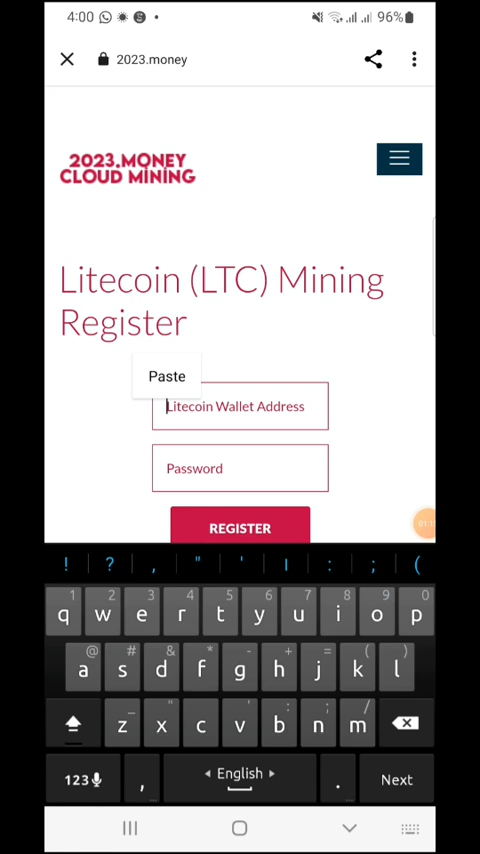 4:00 96%
2023.money
2023.MONEY
CLOUD MINING
Litecoin (LTC) Mining
Register
Paste
Litecoin Wallet Address
Password
REGISTER
! ? , " ' I : ; (
1 2 3 4 5 6 7 8 9 0
q w e r t y u i o p
@ # & * - + = ( )
a s d f g h j k l
_ " ' : ; /
z x c v b n m
123 , English . Next